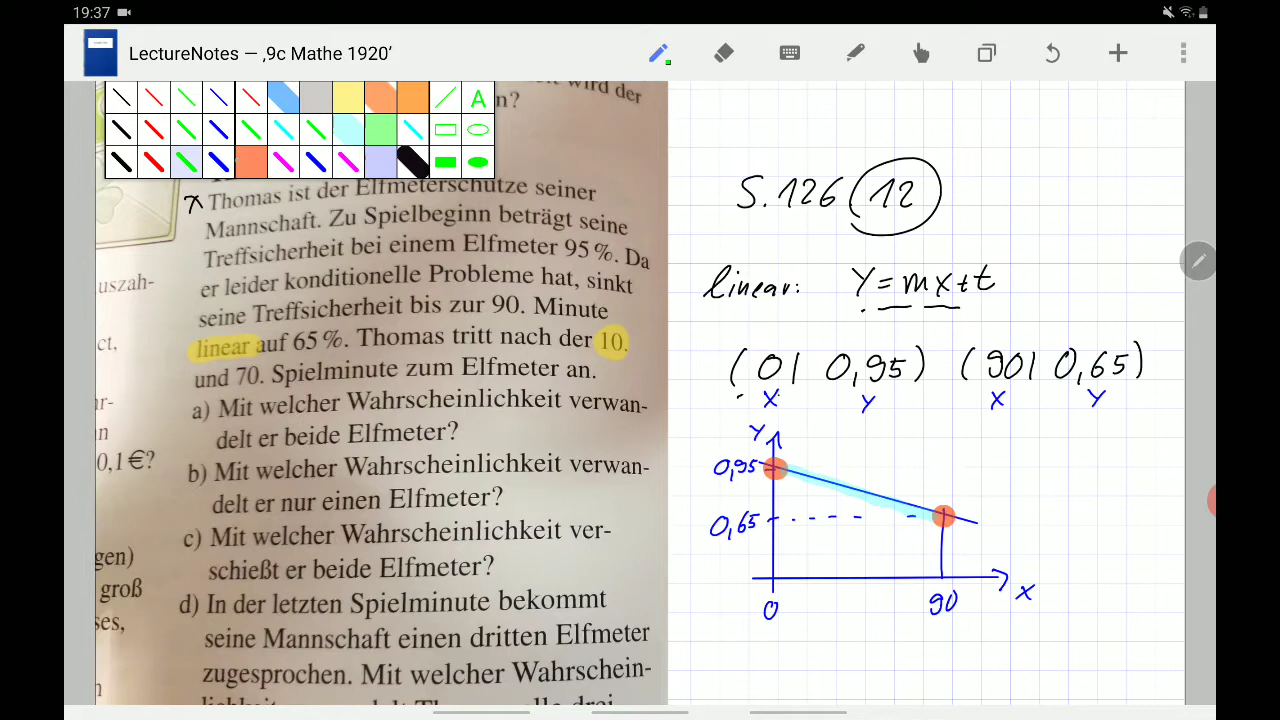 19:37
LectureNotes — ‚9c Mathe 1920’
wird der
n?
A
Thomas ist der Elfmeterschütze seiner
Mannschaft. Zu Spielbeginn beträgt seine
Treffsicherheit bei einem Elfmeter 95 %. Da
er leider konditionelle Probleme hat, sinkt
seine Treffsicherheit bis zur 90. Minute
linear auf 65 %. Thomas tritt nach der 10.
und 70. Spielminute zum Elfmeter an.
a) Mit welcher Wahrscheinlichkeit verwan-
delt er beide Elfmeter?
b) Mit welcher Wahrscheinlichkeit verwan-
delt er nur einen Elfmeter?
c) Mit welcher Wahrscheinlichkeit ver-
schießt er beide Elfmeter?
d) In der letzten Spielminute bekommt
seine Mannschaft einen dritten Elfmeter
zugesprochen. Mit welcher Wahrschein-
uszah-
ct,
ar-
n
0,1 €?
gen)
groß
ses,
n
S. 126 12
linear: Y = mx + t
( 0 | 0,95 ) ( 90 | 0,65 )
X Y X Y
Y
0,95
0,65
0 90 X